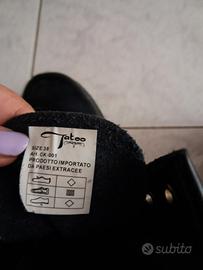 Tatoo
SIZE 38
Art. CK-001
PRODOTTO IMPORTATO
DA PAESI EXTRACEE
subito